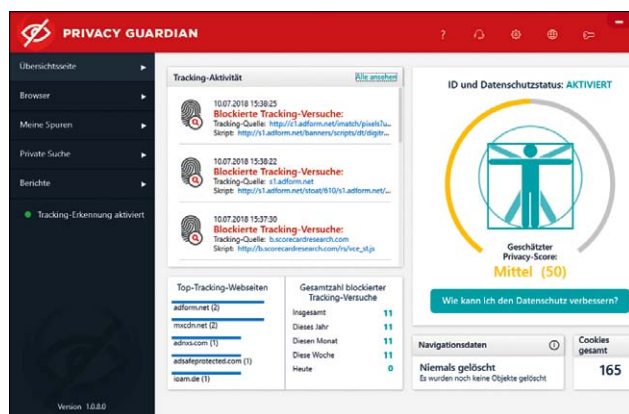 PRIVACY GUARDIAN
Übersichtsseite
Browser
Meine Spuren
Private Suche
Berichte
Tracking-Erkennung aktiviert
Version 1.0.8.0
Tracking-Aktivität
Alle ansehen
10.07.2018 15:38:25
Blockierte Tracking-Versuche:
Tracking-Quelle: http://c1.adform.net/imatch/pixels?u...
Skript: http://s1.adform.net/banners/scripts/dt/digitr...
10.07.2018 15:38:22
Blockierte Tracking-Versuche:
Tracking-Quelle: s1.adform.net
Skript: http://s1.adform.net/stoat/610/s1.adform.net/...
10.07.2018 15:37:30
Blockierte Tracking-Versuche:
Tracking-Quelle: b.scorecardresearch.com
Skript: http://b.scorecardresearch.com/rs/vce_st.js
Top-Tracking-Webseiten
adform.net (2)
mxcdn.net (2)
adnxs.com (1)
adsafeprotected.com (1)
ioam.de (1)
Gesamtzahl blockierter
Tracking-Versuche
Insgesamt 11
Dieses Jahr 11
Diesen Monat 11
Diese Woche 11
Heute 0
ID und Datenschutzstatus: AKTIVIERT
Geschätzter
Privacy-Score:
Mittel (50)
Wie kann ich den Datenschutz verbessern?
Navigationsdaten
Niemals gelöscht
Es wurden noch keine Objekte gelöscht
Cookies
gesamt
165